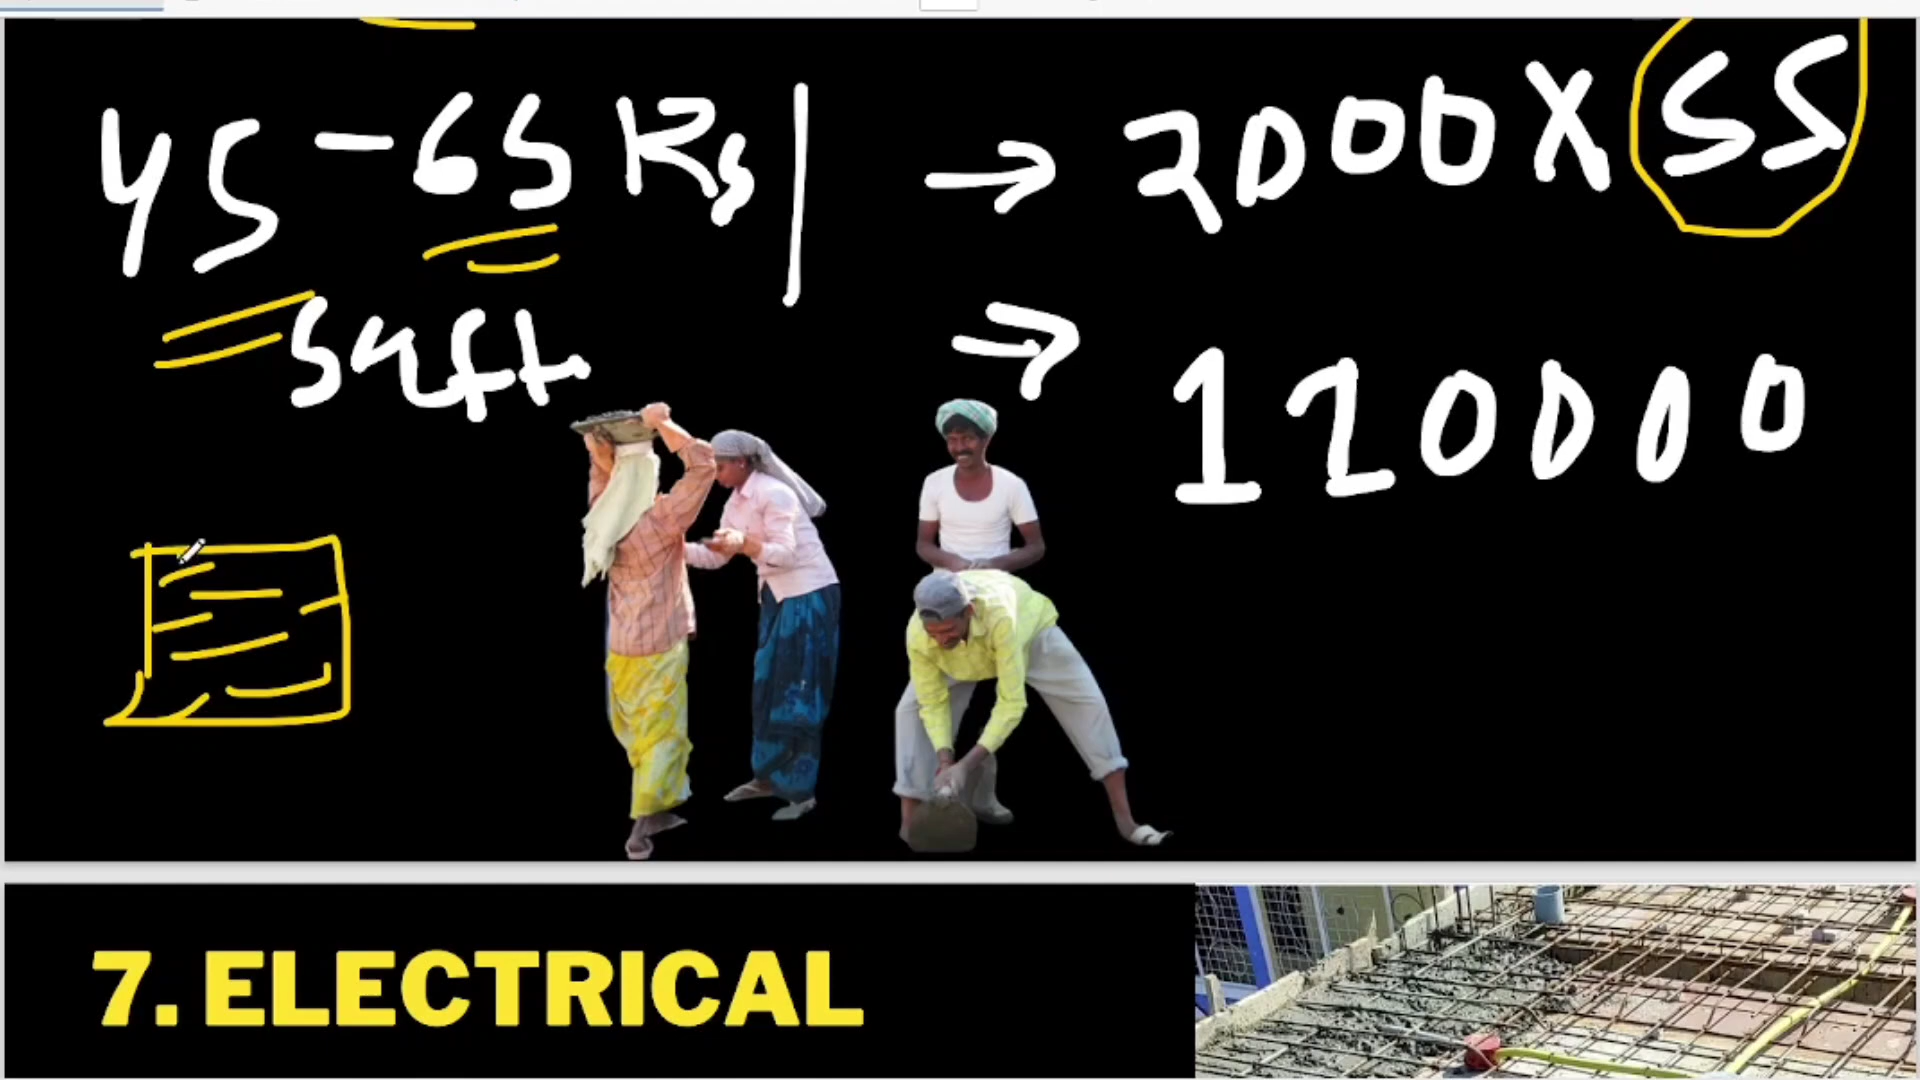 45-65 Rs/
sqft
→ 2000 X 55
→ 120000
7. ELECTRICAL